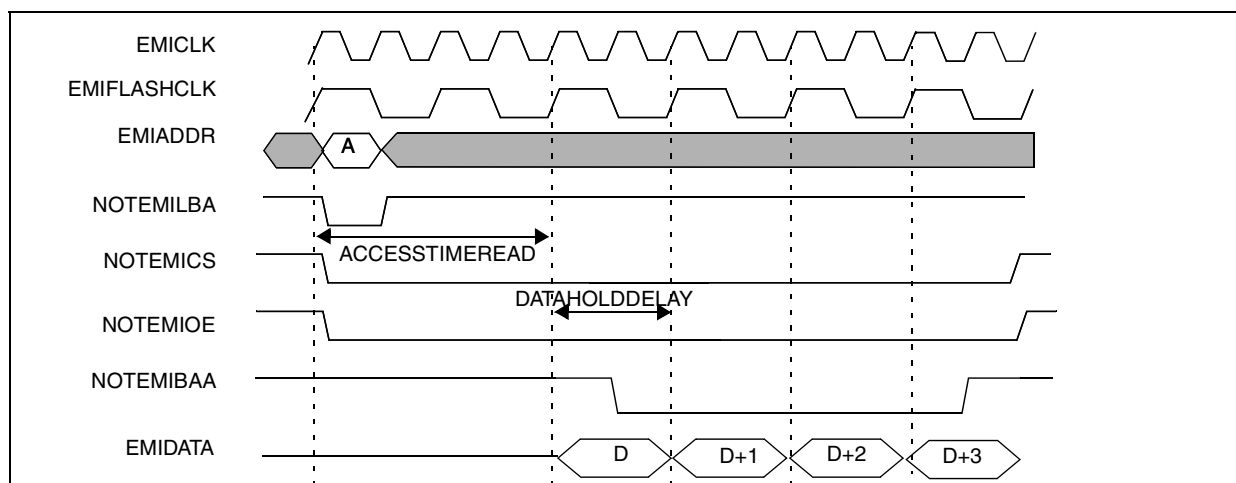 EMICLK
EMIFLASHCLK
EMIADDR
A
NOTEMILBA
ACCESSTIMEREAD
NOTEMICS
DATAHOLDDELAY
NOTEMIOE
NOTEMIBAA
EMIDATA
D
D+1
D+2
D+3